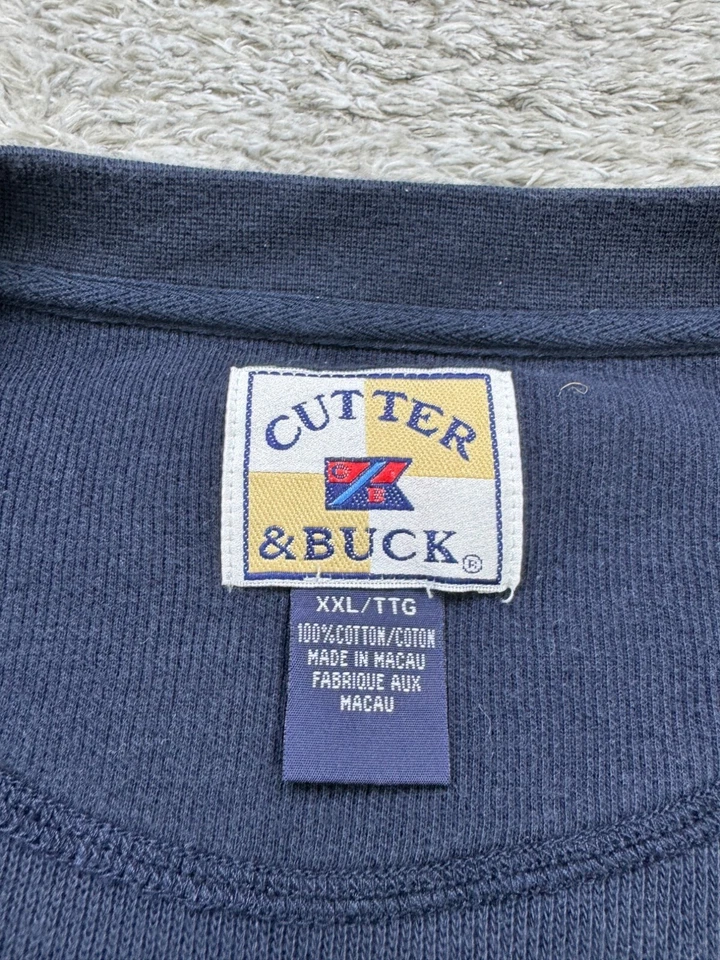 CUTTER
C B
& BUCK ®
XXL/TTG
100%COTTON/COTON
MADE IN MACAU
FABRIQUE AUX
MACAU